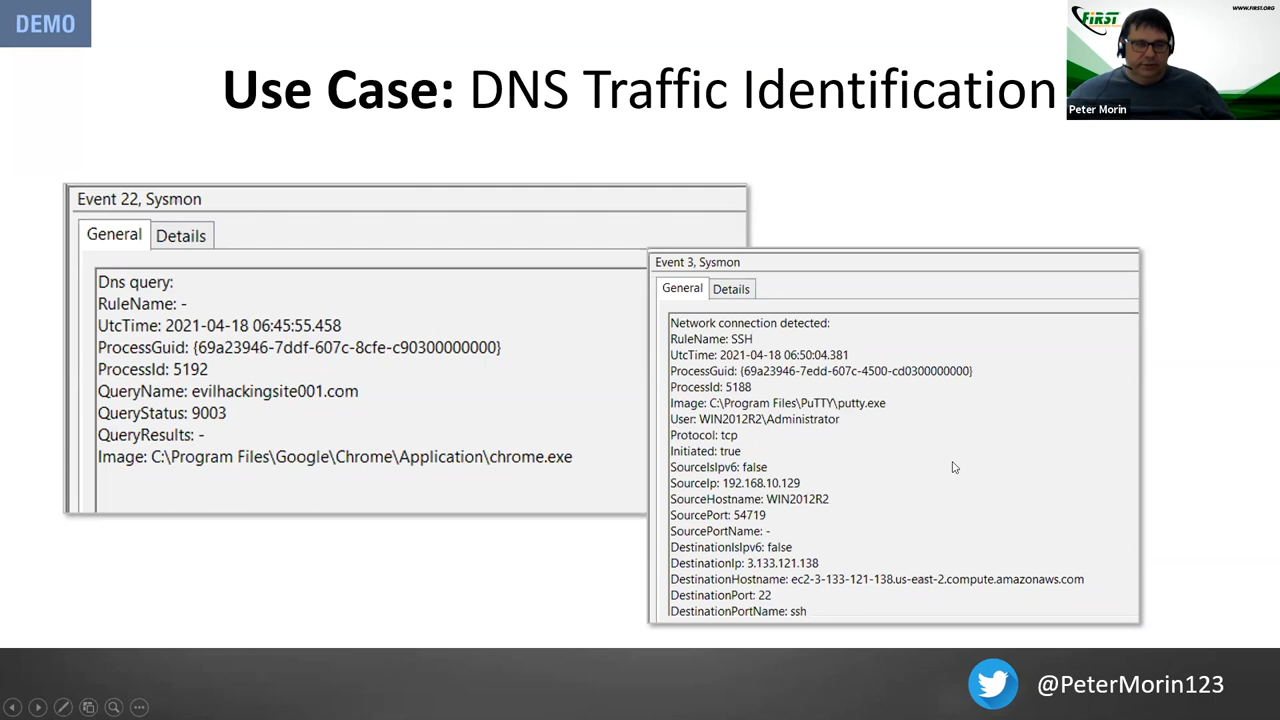 DEMO
FiRST
WWW.FIRST.ORG
Peter Morin
Use Case: DNS Traffic Identification
Event 22, Sysmon
General Details
Dns query:
RuleName: -
UtcTime: 2021-04-18 06:45:55.458
ProcessGuid: {69a23946-7ddf-607c-8cfe-c90300000000}
ProcessId: 5192
QueryName: evilhackingsite001.com
QueryStatus: 9003
QueryResults: -
Image: C:\Program Files\Google\Chrome\Application\chrome.exe
Event 3, Sysmon
General Details
Network connection detected:
RuleName: SSH
UtcTime: 2021-04-18 06:50:04.381
ProcessGuid: {69a23946-7edd-607c-4500-cd0300000000}
ProcessId: 5188
Image: C:\Program Files\PuTTY\putty.exe
User: WIN2012R2\Administrator
Protocol: tcp
Initiated: true
SourceIsIpv6: false
SourceIp: 192.168.10.129
SourceHostname: WIN2012R2
SourcePort: 54719
SourcePortName: -
DestinationIsIpv6: false
DestinationIp: 3.133.121.138
DestinationHostname: ec2-3-133-121-138.us-east-2.compute.amazonaws.com
DestinationPort: 22
DestinationPortName: ssh
@PeterMorin123